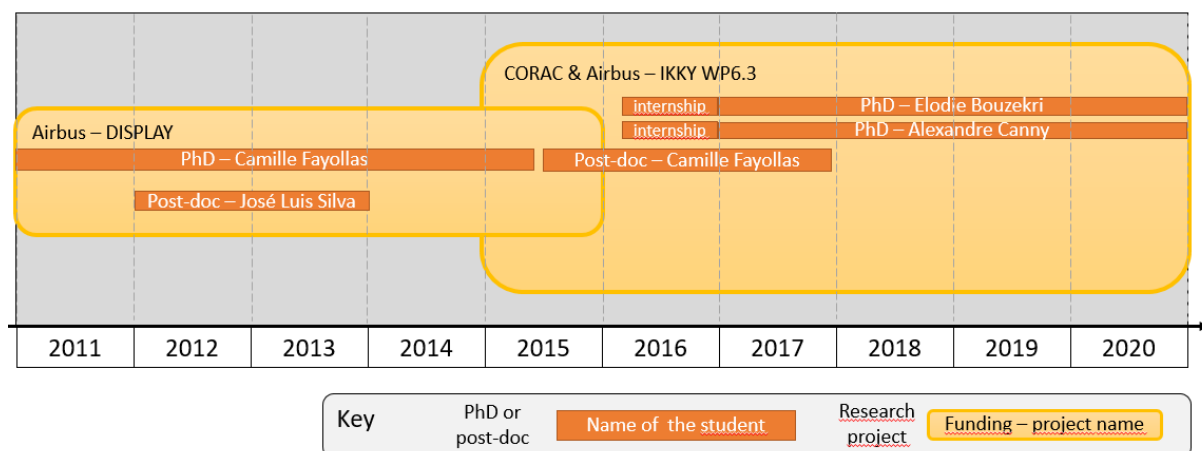 CORAC & Airbus – IKKY WP6.3
internship
PhD – Elodie Bouzekri
internship
PhD – Alexandre Canny
Airbus – DISPLAY
PhD – Camille Fayollas
Post-doc – Camille Fayollas
Post-doc – José Luis Silva
2011 2012 2013 2014 2015 2016 2017 2018 2019 2020
Key
PhD or
post-doc
Name of the student
Research
project
Funding – project name